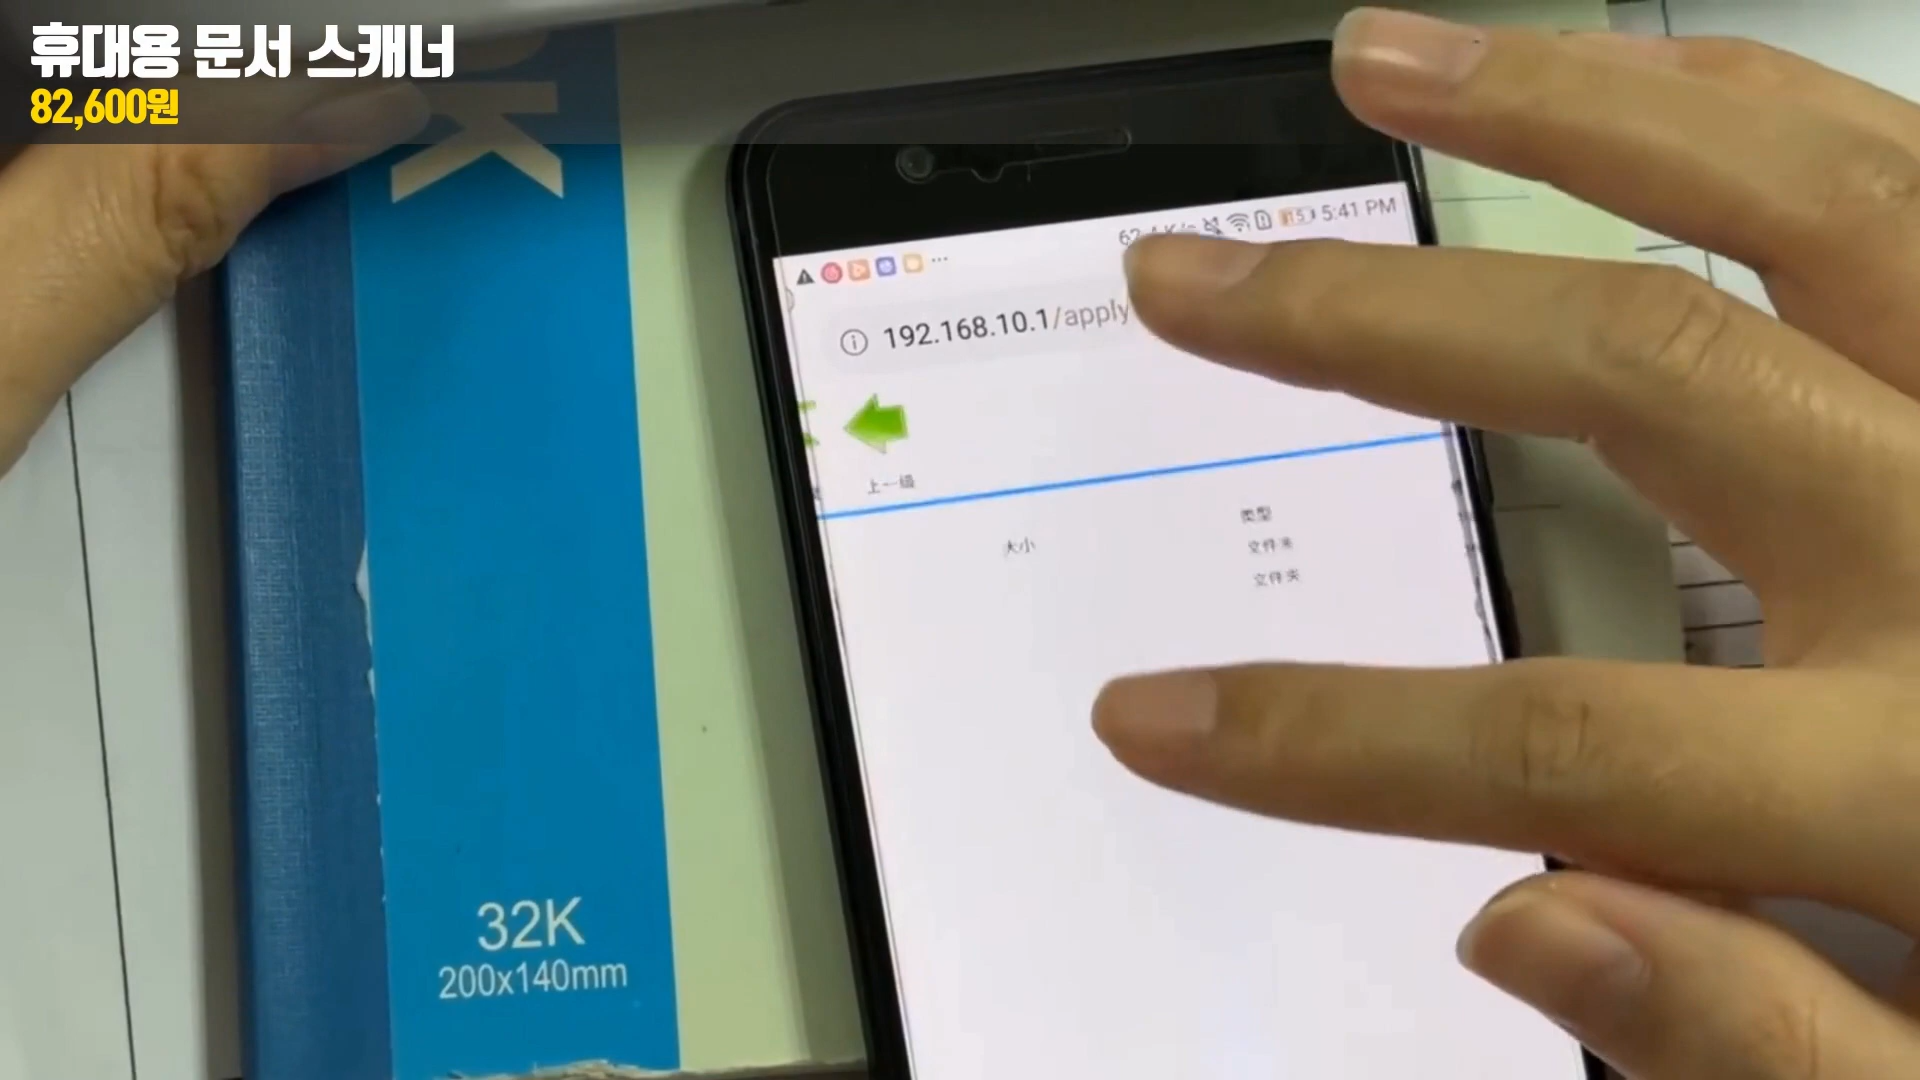 휴대용 문서 스캐너
82,600원
K
5:41 PM
192.168.10.1/apply
上一级
大小
类型
文件夹
文件夹
32K
200x140mm